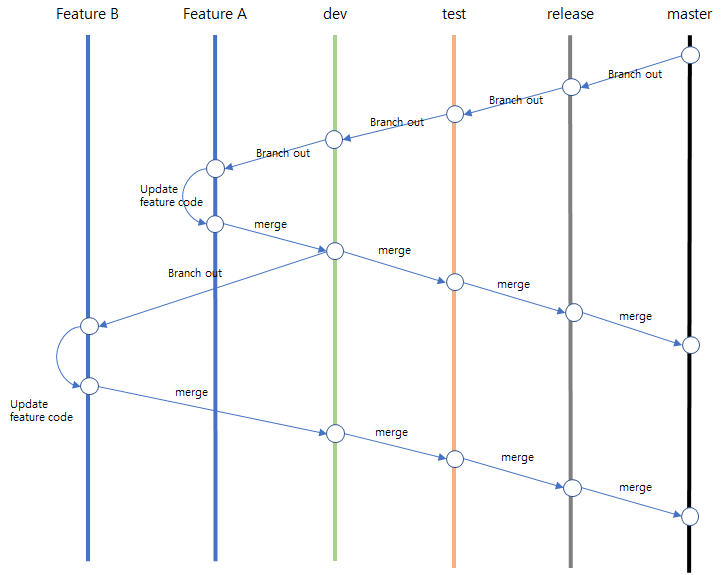 Feature B
Feature A
dev
test
release
master
Branch out
Branch out
Branch out
Branch out
Update
feature code
merge
merge
Branch out
merge
merge
merge
Update
feature code
merge
merge
merge